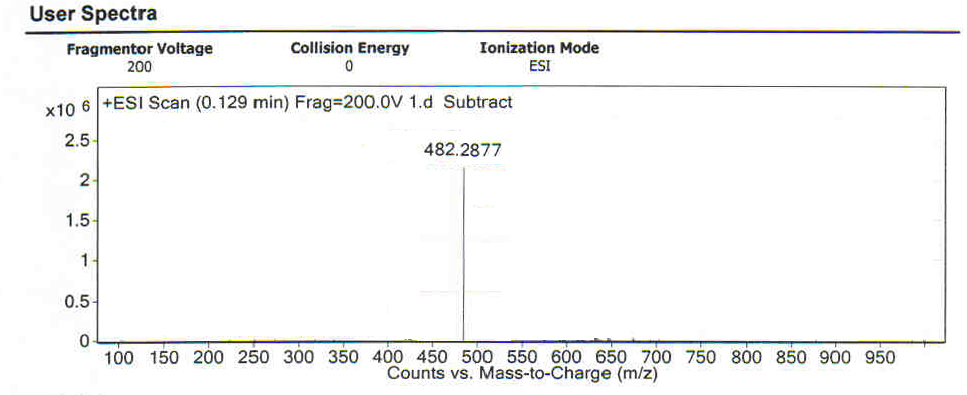 User Spectra
Fragmentor Voltage Collision Energy Ionization Mode
200 0 ESI
x10 6 +ESI Scan (0.129 min) Frag=200.0V 1.d Subtract
482.2877
2.5
2
1.5
1
0.5
0
100 150 200 250 300 350 400 450 500 550 600 650 700 750 800 850 900 950
Counts vs. Mass-to-Charge (m/z)